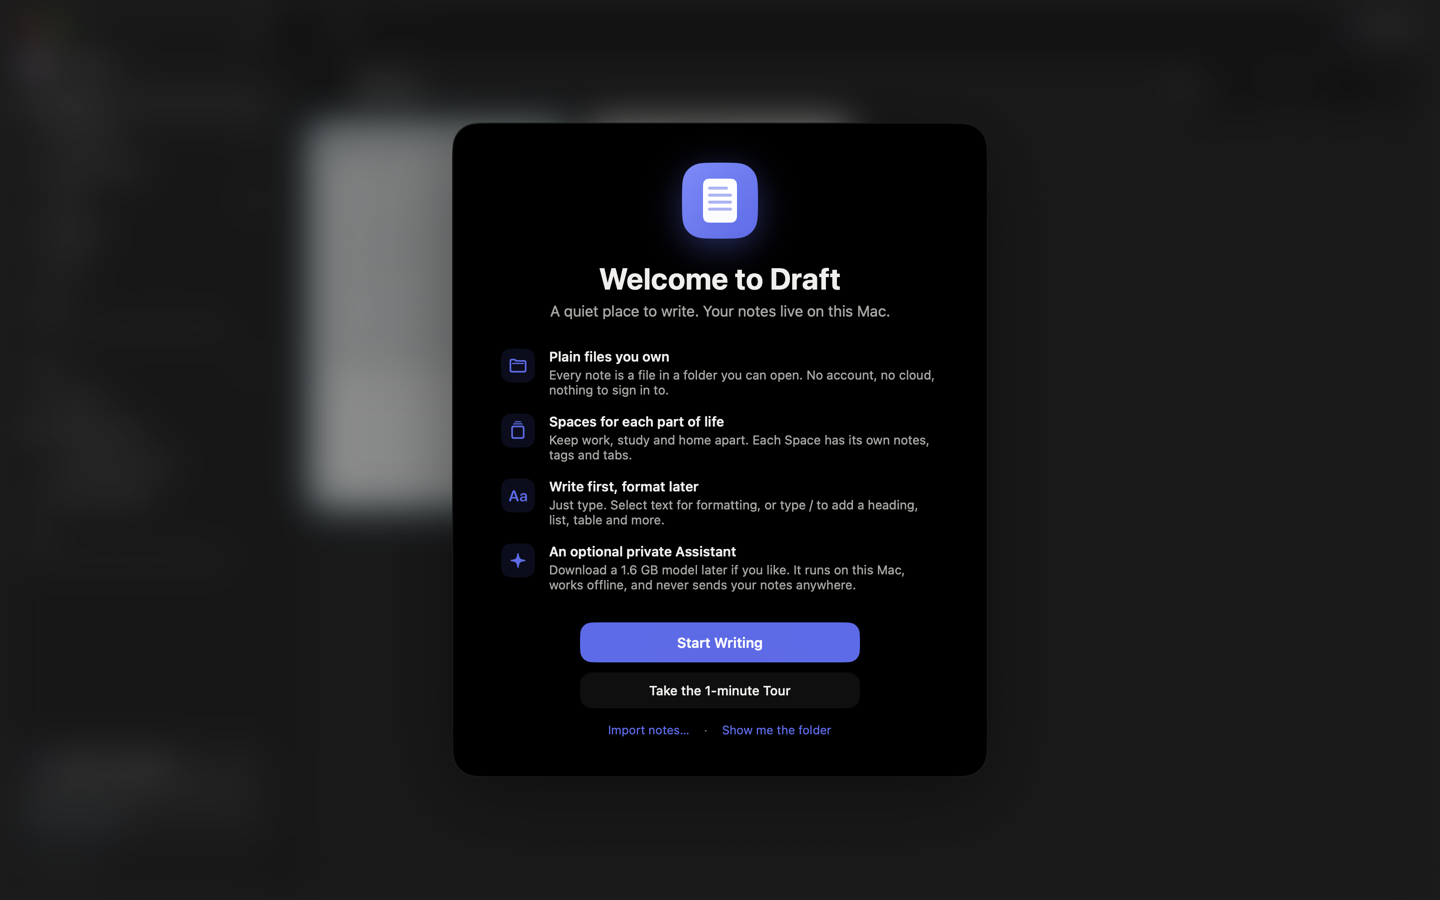 Welcome to Draft
A quiet place to write. Your notes live on this Mac.
Plain files you own
Every note is a file in a folder you can open. No account, no cloud,
nothing to sign in to.
Spaces for each part of life
Keep work, study and home apart. Each Space has its own notes,
tags and tabs.
Aa
Write first, format later
Just type. Select text for formatting, or type / to add a heading,
list, table and more.
An optional private Assistant
Download a 1.6 GB model later if you like. It runs on this Mac,
works offline, and never sends your notes anywhere.
Start Writing
Take the 1-minute Tour
Import notes... · Show me the folder